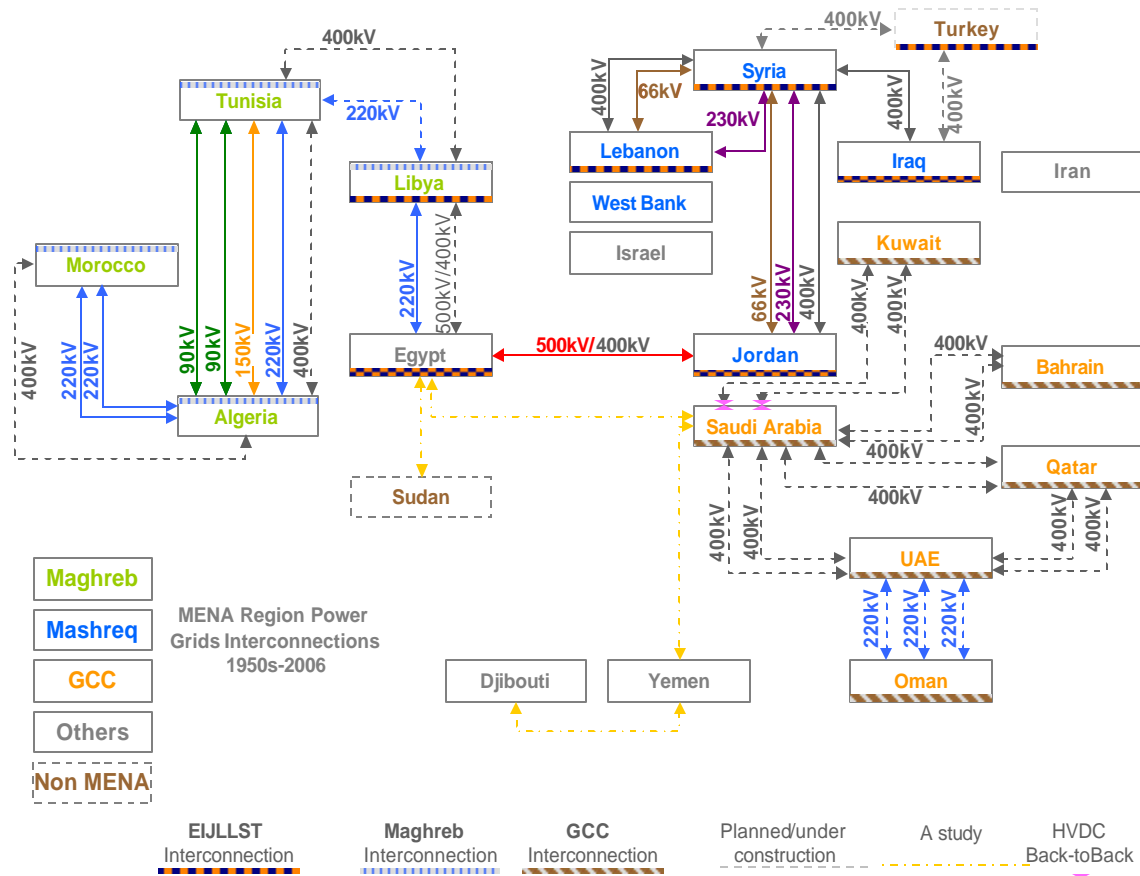 400kV
400kV
Turkey
Tunisia
220kV
Syria
400kV
66kV
230kV
400kV
400kV
Lebanon
Iraq
Iran
Libya
West Bank
Israel
Kuwait
Morocco
400kV
220kV
220kV
90kV
90kV
150kV
220kV
400kV
220kV
500kV/400kV
66kV
230kV
400kV
400kV
400kV
Egypt
500kV/400kV
Jordan
400kV
Bahrain
400kV
Algeria
Saudi Arabia
400kV
Qatar
400kV
Sudan
400kV
400kV
400kV
400kV
UAE
220kV
220kV
220kV
Oman
Djibouti
Yemen
Maghreb
Mashreq
GCC
Others
Non MENA
MENA Region Power
Grids Interconnections
1950s-2006
EIJLLST
Interconnection
Maghreb
Interconnection
GCC
Interconnection
Planned/under
construction
A study
HVDC
Back-toBack